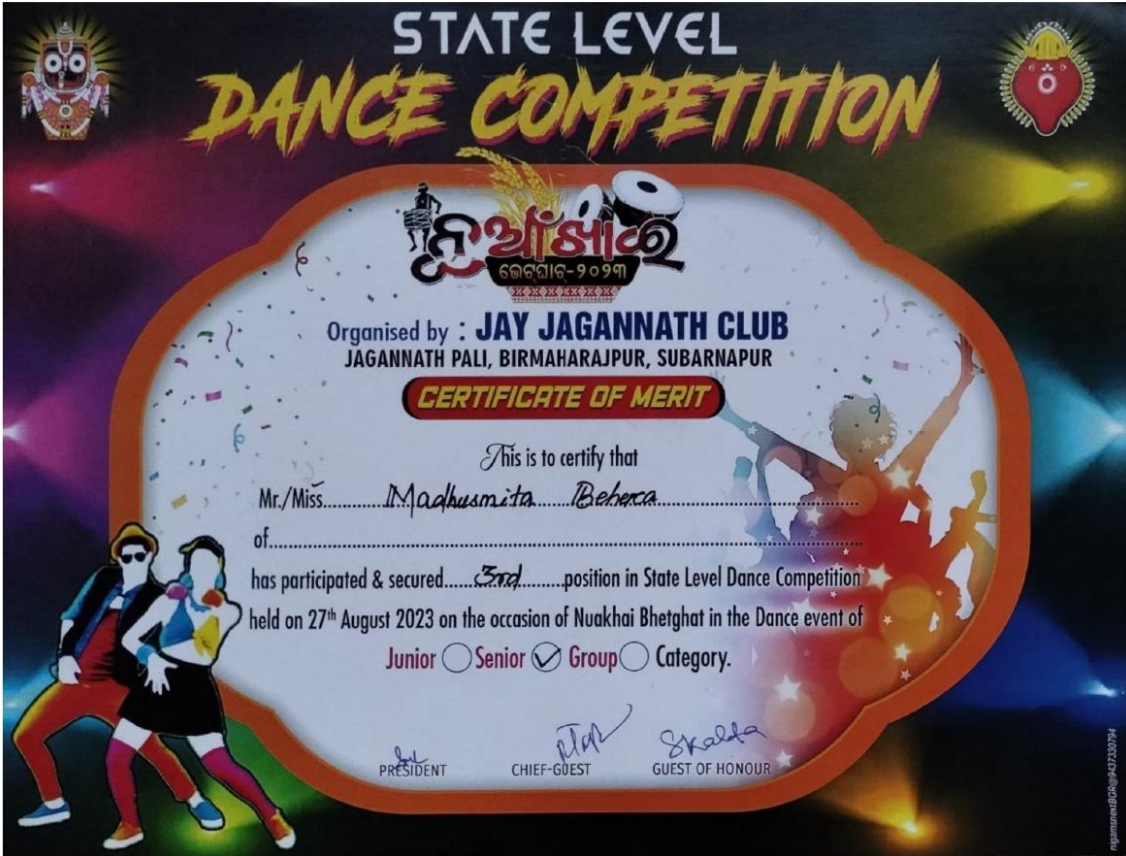 STATE LEVEL
DANCE COMPETITION
ନୂଆଁଖାଇ
ଭେଟ୍‌ଘାଟ୍-୨୦୨୩
Organised by : JAY JAGANNATH CLUB
JAGANNATH PALI, BIRMAHARAJPUR, SUBARNAPUR
CERTIFICATE OF MERIT
This is to certify that
Mr./Miss............Madhusmita Behera....................................
of................................................................................................................
has participated & secured......3rd........position in State Level Dance Competition
held on 27th August 2023 on the occasion of Nuakhai Bhetghat in the Dance event of
Junior Senior ✓ Group Category.
PRESIDENT CHIEF-GUEST GUEST OF HONOUR
nigamsnextBGR@9437330794